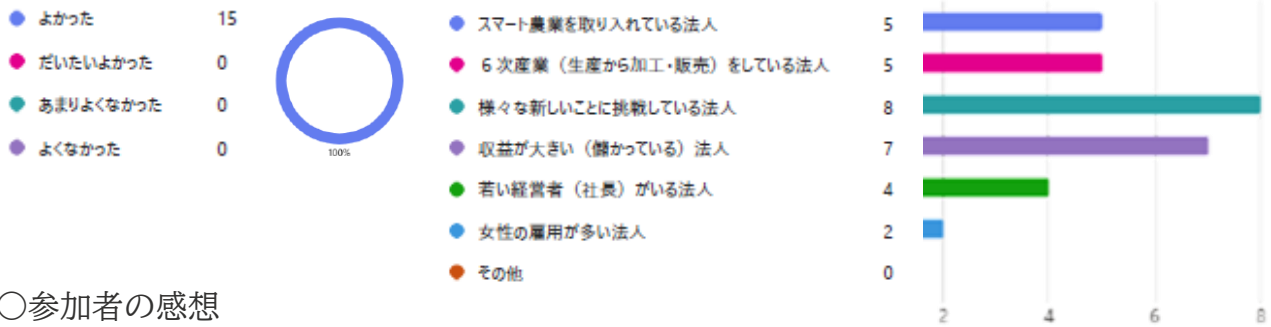 よかった 15
だいたいよかった 0
あまりよくなかった 0
よくなかった 0
100%
スマート農業を取り入れている法人 5
6次産業（生産から加工・販売）をしている法人 5
様々な新しいことに挑戦している法人 8
収益が大きい（儲かっている）法人 7
若い経営者（社長）がいる法人 4
女性の雇用が多い法人 2
その他 0
2 4 6 8
○参加者の感想